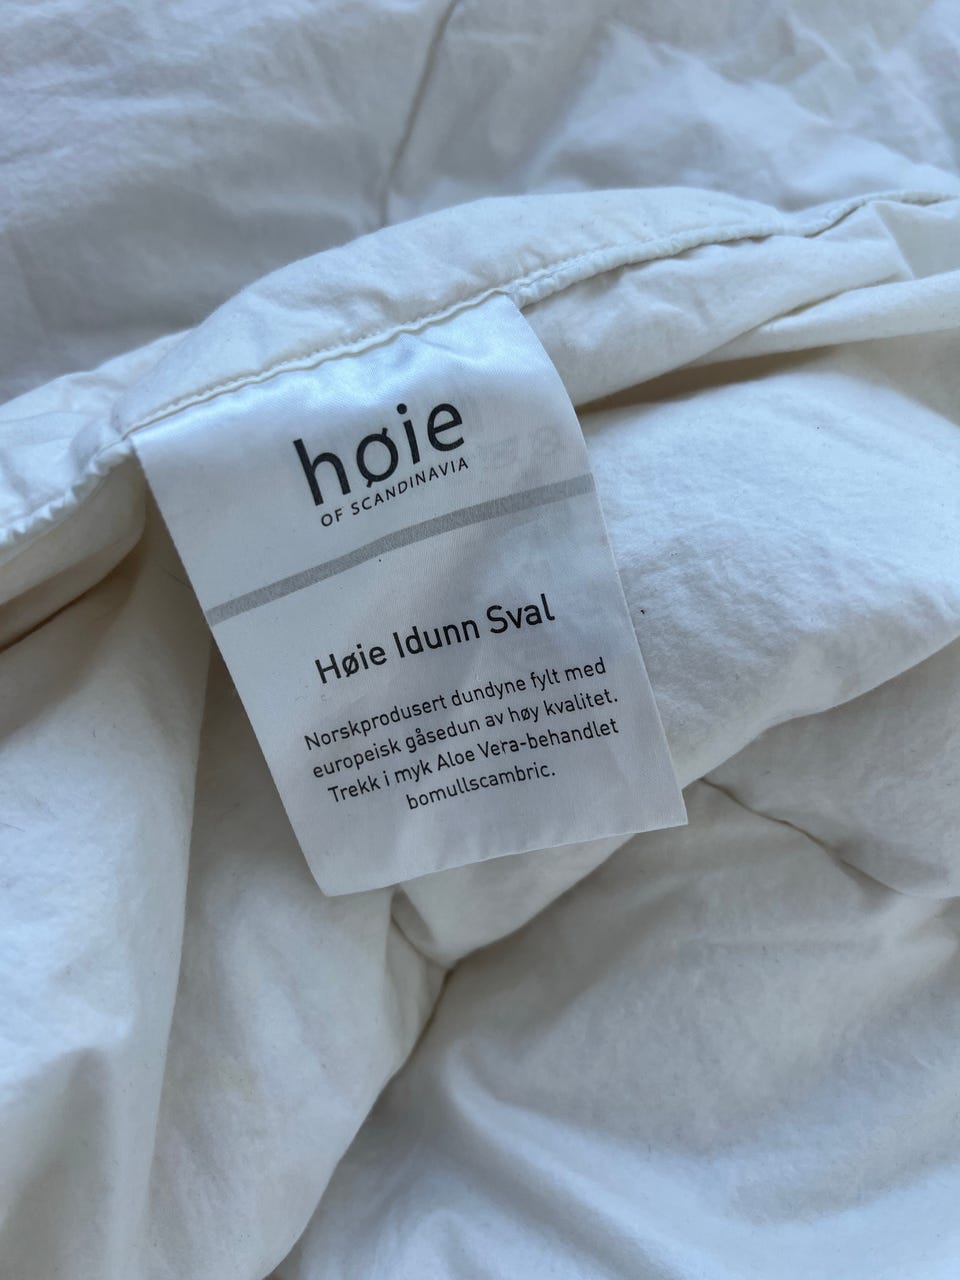 høie
OF SCANDINAVIA
Høie Idunn Sval
Norskprodusert dundyne fylt med
europeisk gåsedun av høy kvalitet.
Trekk i myk Aloe Vera-behandlet
bomullscambric.